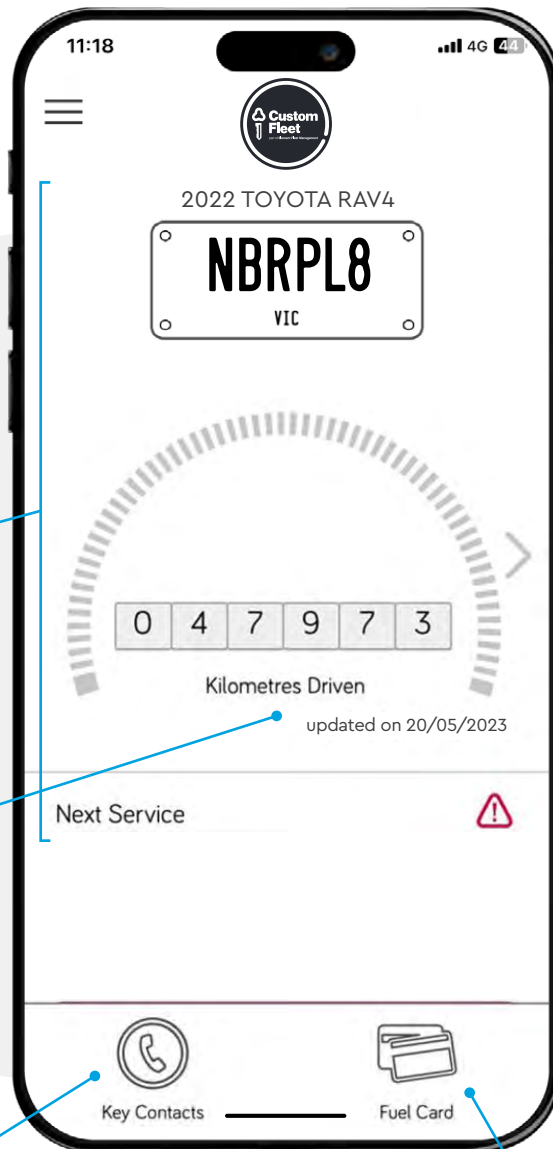 11:18
4G 44
Custom
Fleet
2022 TOYOTA RAV4
NBRPL8
VIC
0 4 7 9 7 3
Kilometres Driven
updated on 20/05/2023
Next Service
Key Contacts
Fuel Card